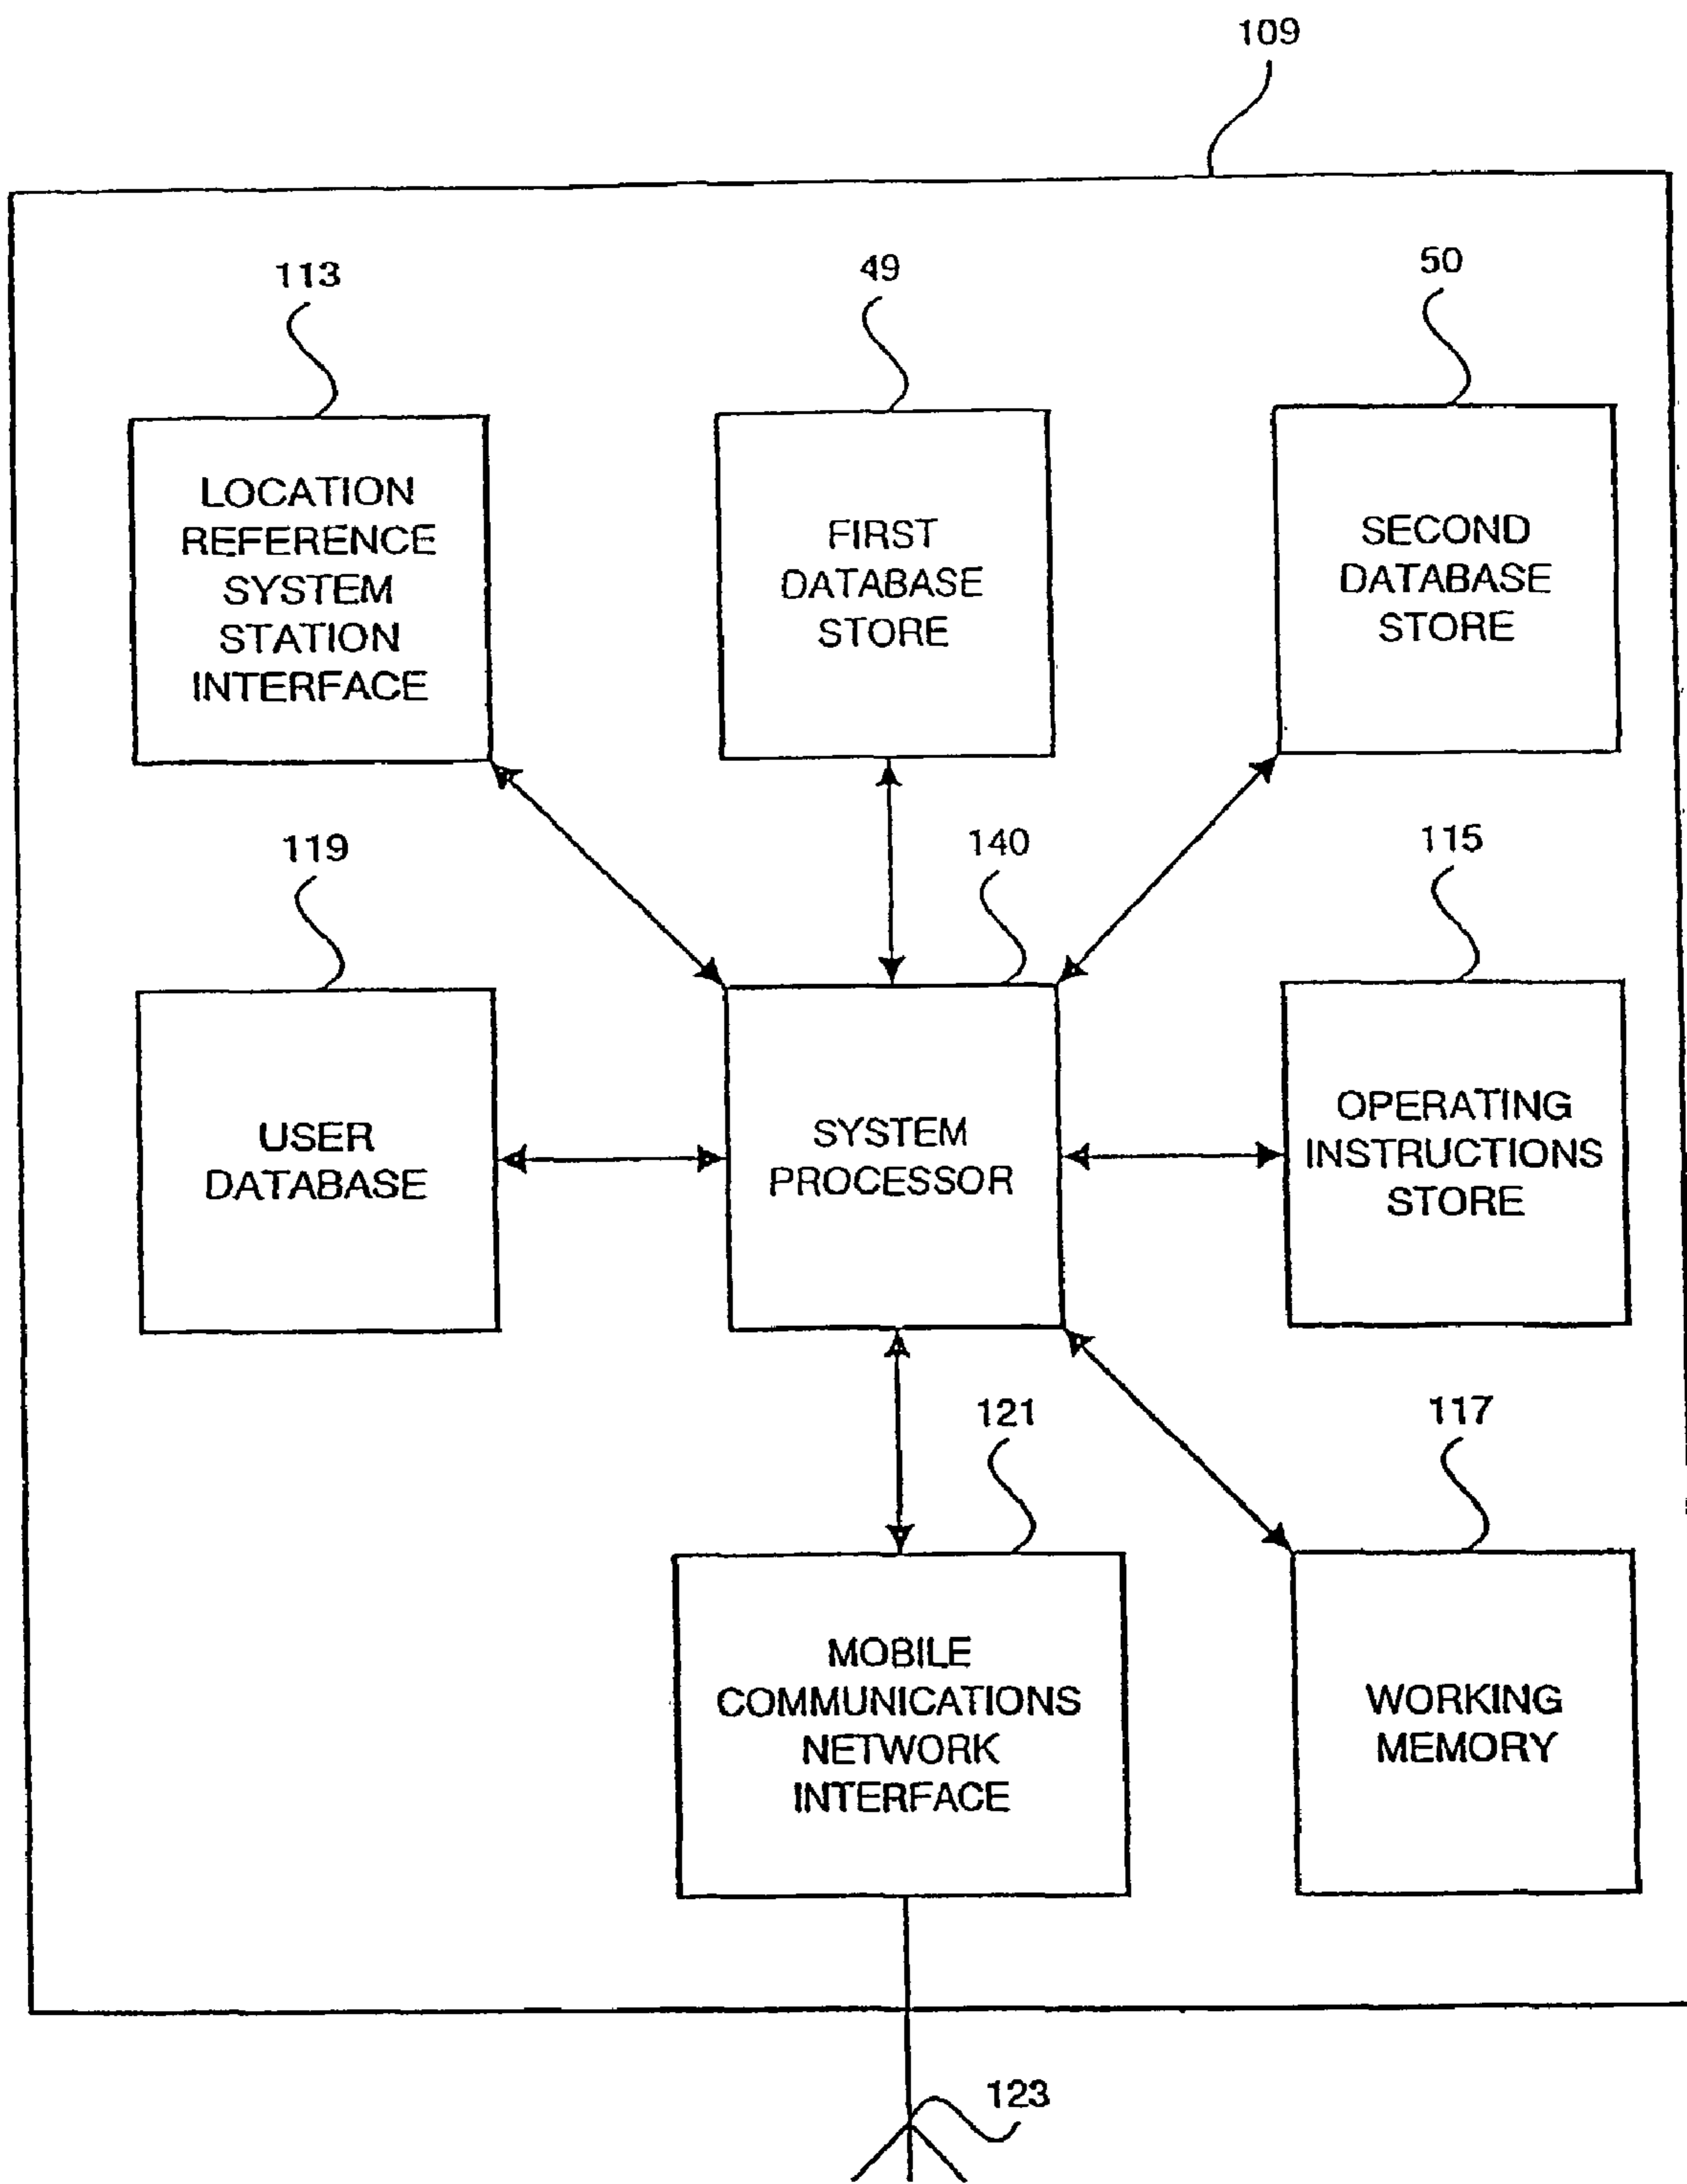 109
113
49
50
LOCATION
REFERENCE
SYSTEM
STATION
INTERFACE
FIRST
DATABASE
STORE
SECOND
DATABASE
STORE
119
140
115
USER
DATABASE
SYSTEM
PROCESSOR
OPERATING
INSTRUCTIONS
STORE
121
117
MOBILE
COMMUNICATIONS
NETWORK
INTERFACE
WORKING
MEMORY
123